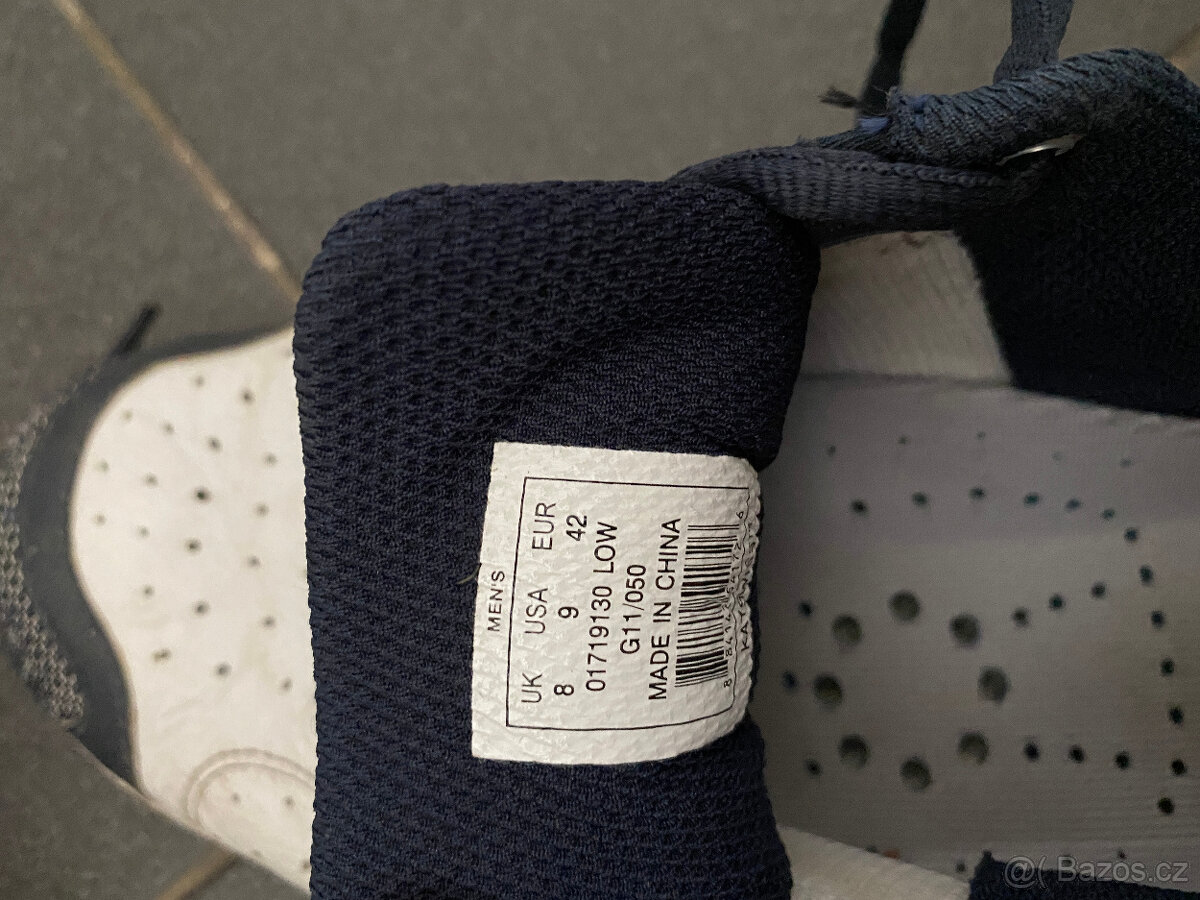 MEN'S
UK USA EUR
8 9 42
01719130 LOW
G11/050
MADE IN CHINA
@( Bazos.cz